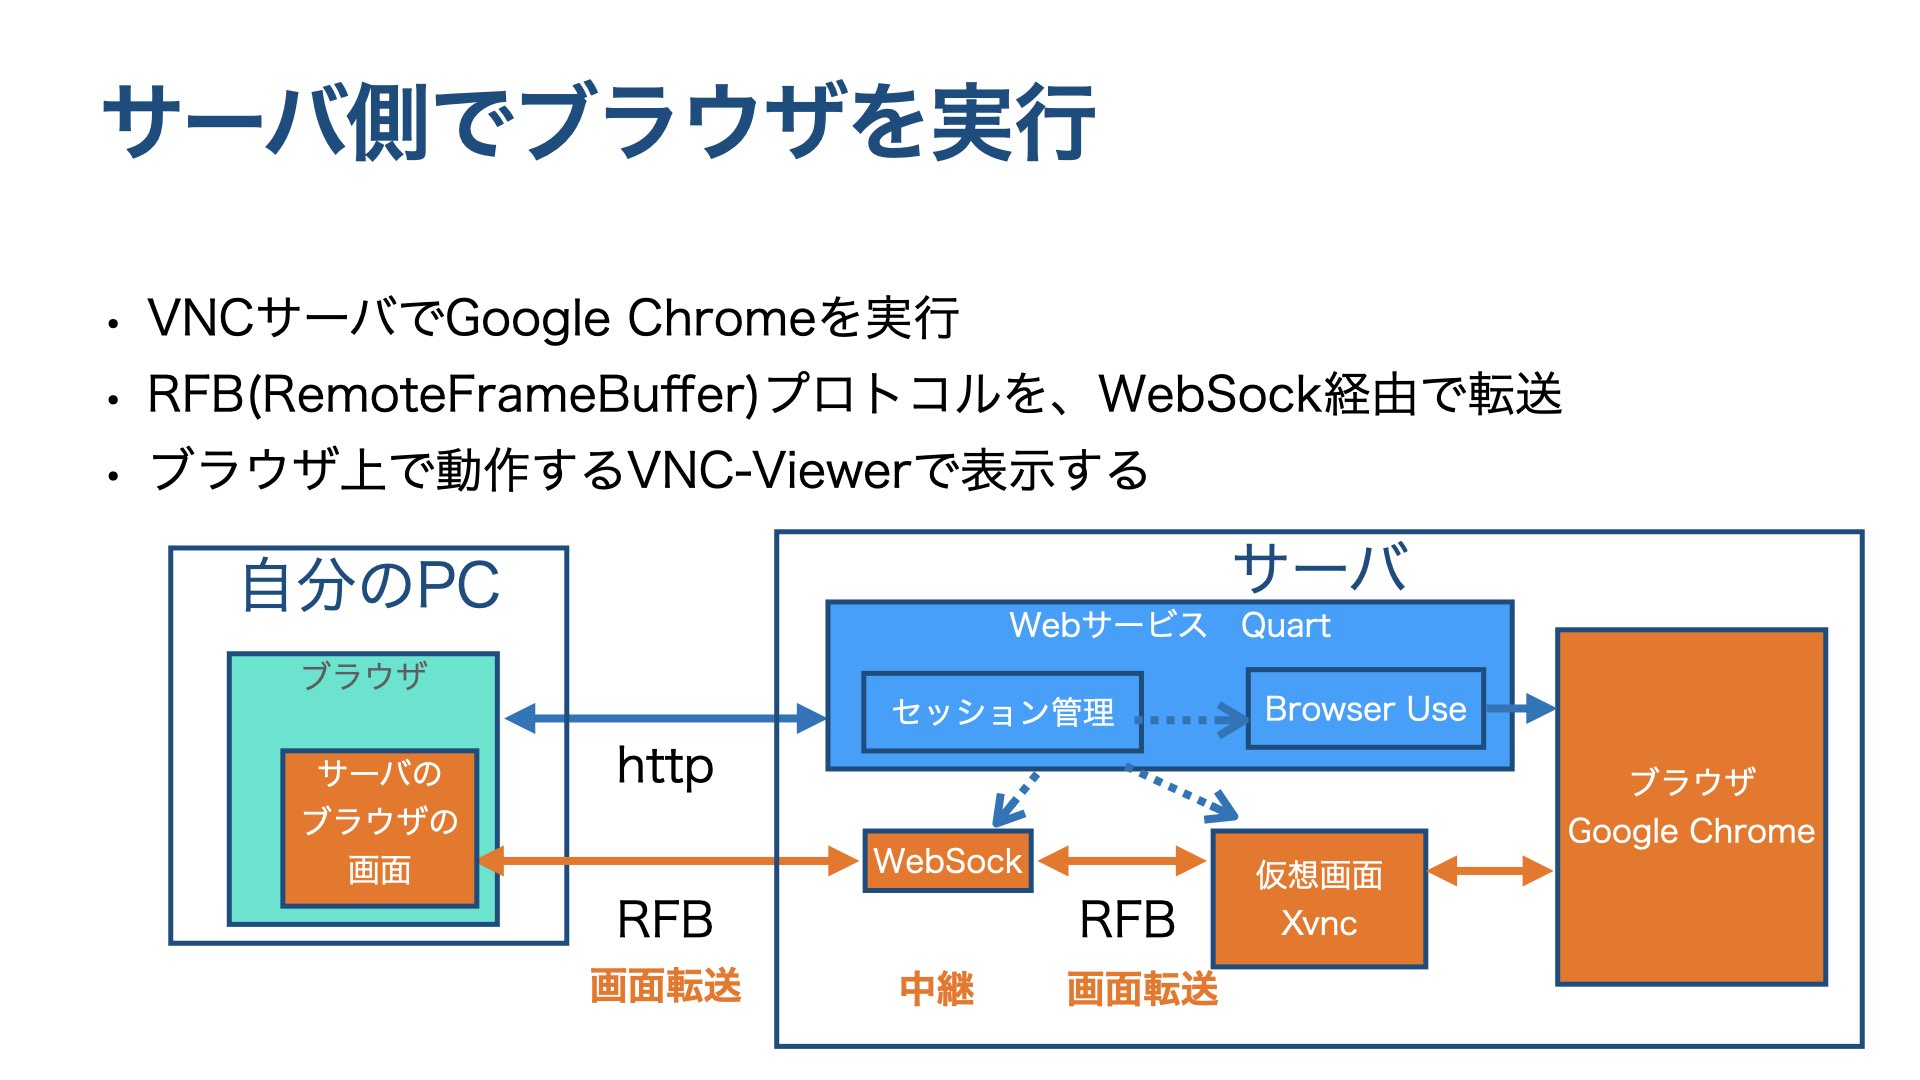 サーバ側でブラウザを実行
• VNCサーバでGoogle Chromeを実行
• RFB(RemoteFrameBuffer)プロトコルを、WebSock経由で転送
• ブラウザ上で動作するVNC-Viewerで表示する
自分のPC
ブラウザ
サーバの
ブラウザの
画面
http
RFB
画面転送
サーバ
Webサービス　Quart
セッション管理
Browser Use
WebSock
中継
RFB
画面転送
仮想画面
Xvnc
ブラウザ
Google Chrome